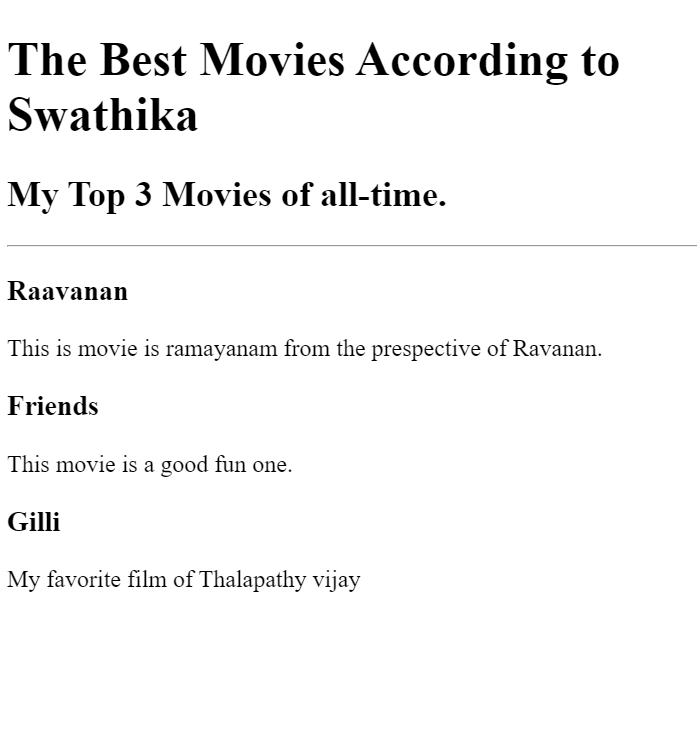 The Best Movies According to
Swathika
My Top 3 Movies of all-time.
Raavanan
This is movie is ramayanam from the prespective of Ravanan.
Friends
This movie is a good fun one.
Gilli
My favorite film of Thalapathy vijay